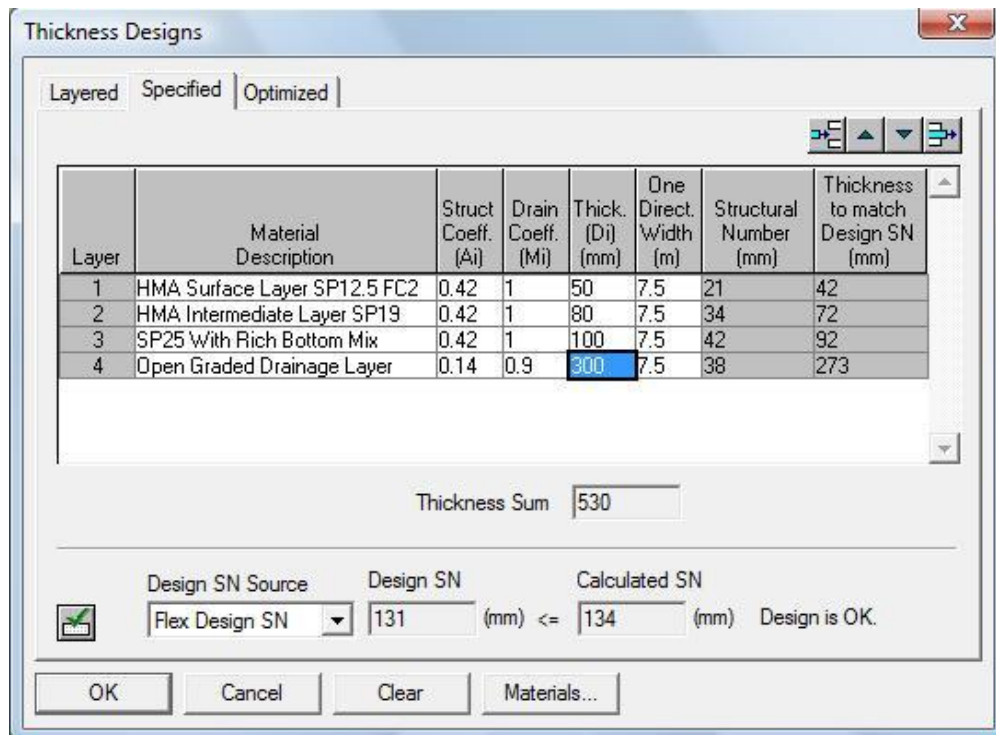 Thickness Designs
Layered Specified Optimized
Layer Material Description Struct Coeff. (Ai) Drain Coeff. (Mi) Thick. (Di) (mm) One Direct. Width (m) Structural Number (mm) Thickness to match Design SN (mm)
1 HMA Surface Layer SP12.5 FC2 0.42 1 50 7.5 21 42
2 HMA Intermediate Layer SP19 0.42 1 80 7.5 34 72
3 SP25 With Rich Bottom Mix 0.42 1 100 7.5 42 92
4 Open Graded Drainage Layer 0.14 0.9 300 7.5 38 273
Thickness Sum 530
Design SN Source Design SN Calculated SN
Flex Design SN 131 (mm) <= 134 (mm) Design is OK.
OK Cancel Clear Materials...